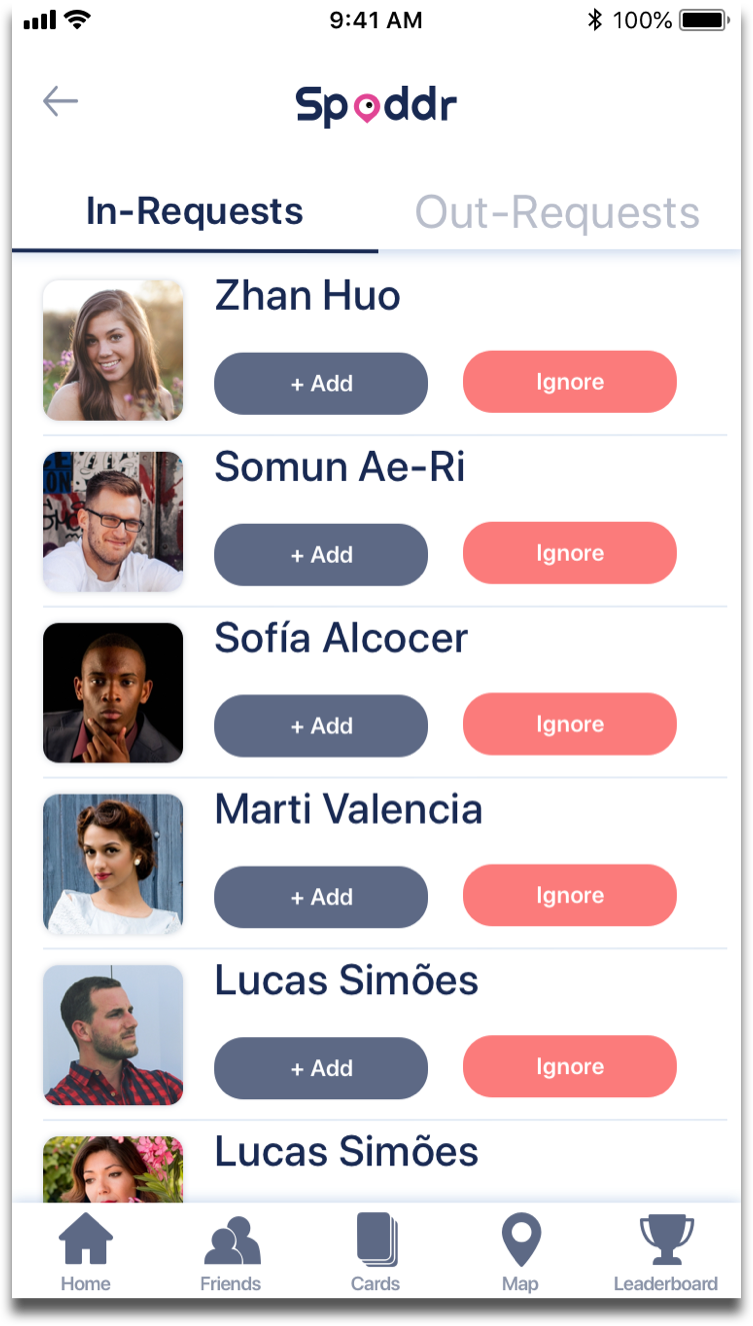 9:41 AM 100%
Spoddr
In-Requests Out-Requests
Zhan Huo
+ Add Ignore
Somun Ae-Ri
+ Add Ignore
Sofía Alcocer
+ Add Ignore
Marti Valencia
+ Add Ignore
Lucas Simões
+ Add Ignore
Lucas Simões
Home Friends Cards Map Leaderboard